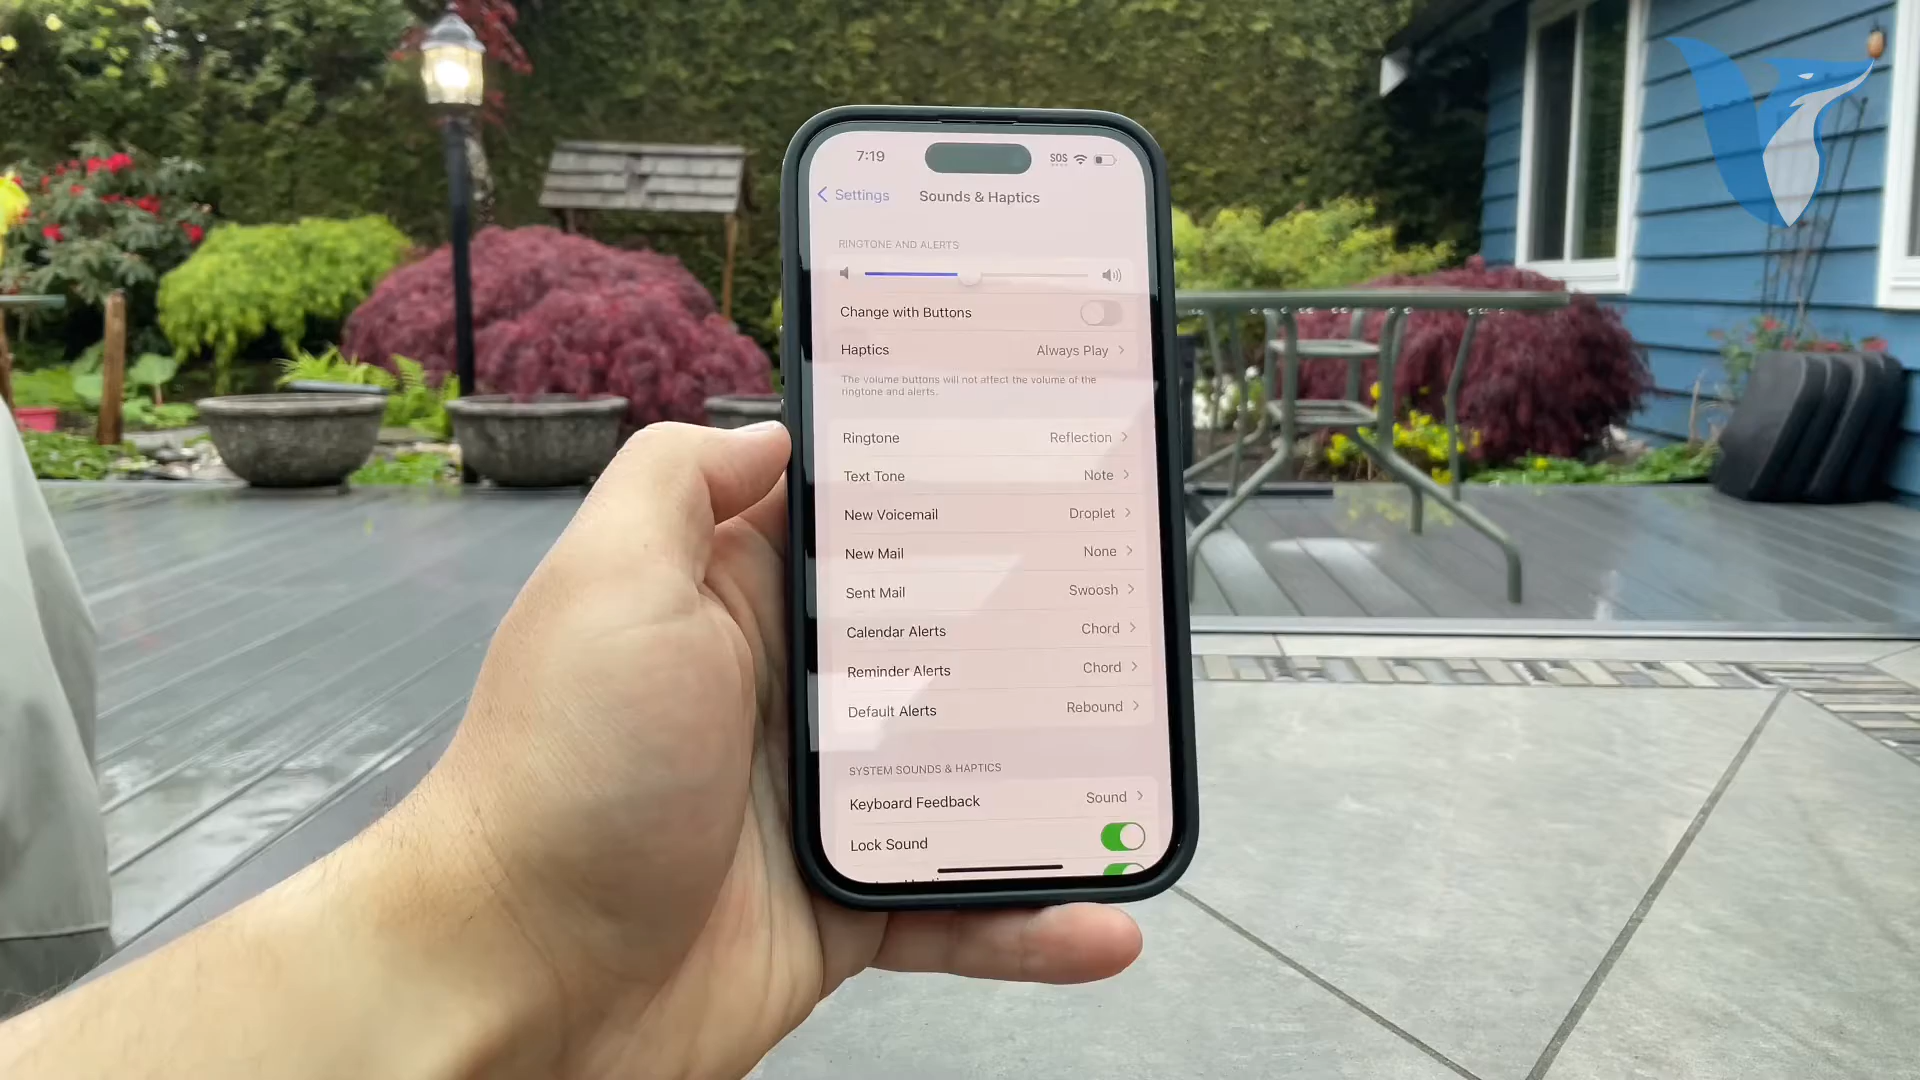 7:19 SOS
Settings Sounds & Haptics
RINGTONE AND ALERTS
Change with Buttons
Haptics Always Play
The volume buttons will not affect the volume of the
ringtone and alerts.
Ringtone Reflection
Text Tone Note
New Voicemail Droplet
New Mail None
Sent Mail Swoosh
Calendar Alerts Chord
Reminder Alerts Chord
Default Alerts Rebound
SYSTEM SOUNDS & HAPTICS
Keyboard Feedback Sound
Lock Sound